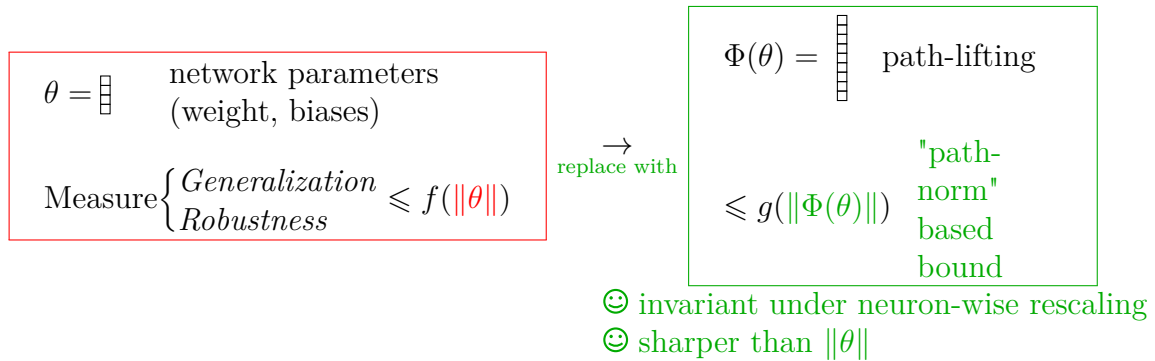 θ =
network parameters
(weight, biases)
Measure { Generalization
Robustness
⩽ f(‖θ‖)
→
replace with
Φ(θ) =
path-lifting
⩽ g(‖Φ(θ)‖)
"path-
norm"
based
bound
☺ invariant under neuron-wise rescaling
☺ sharper than ‖θ‖